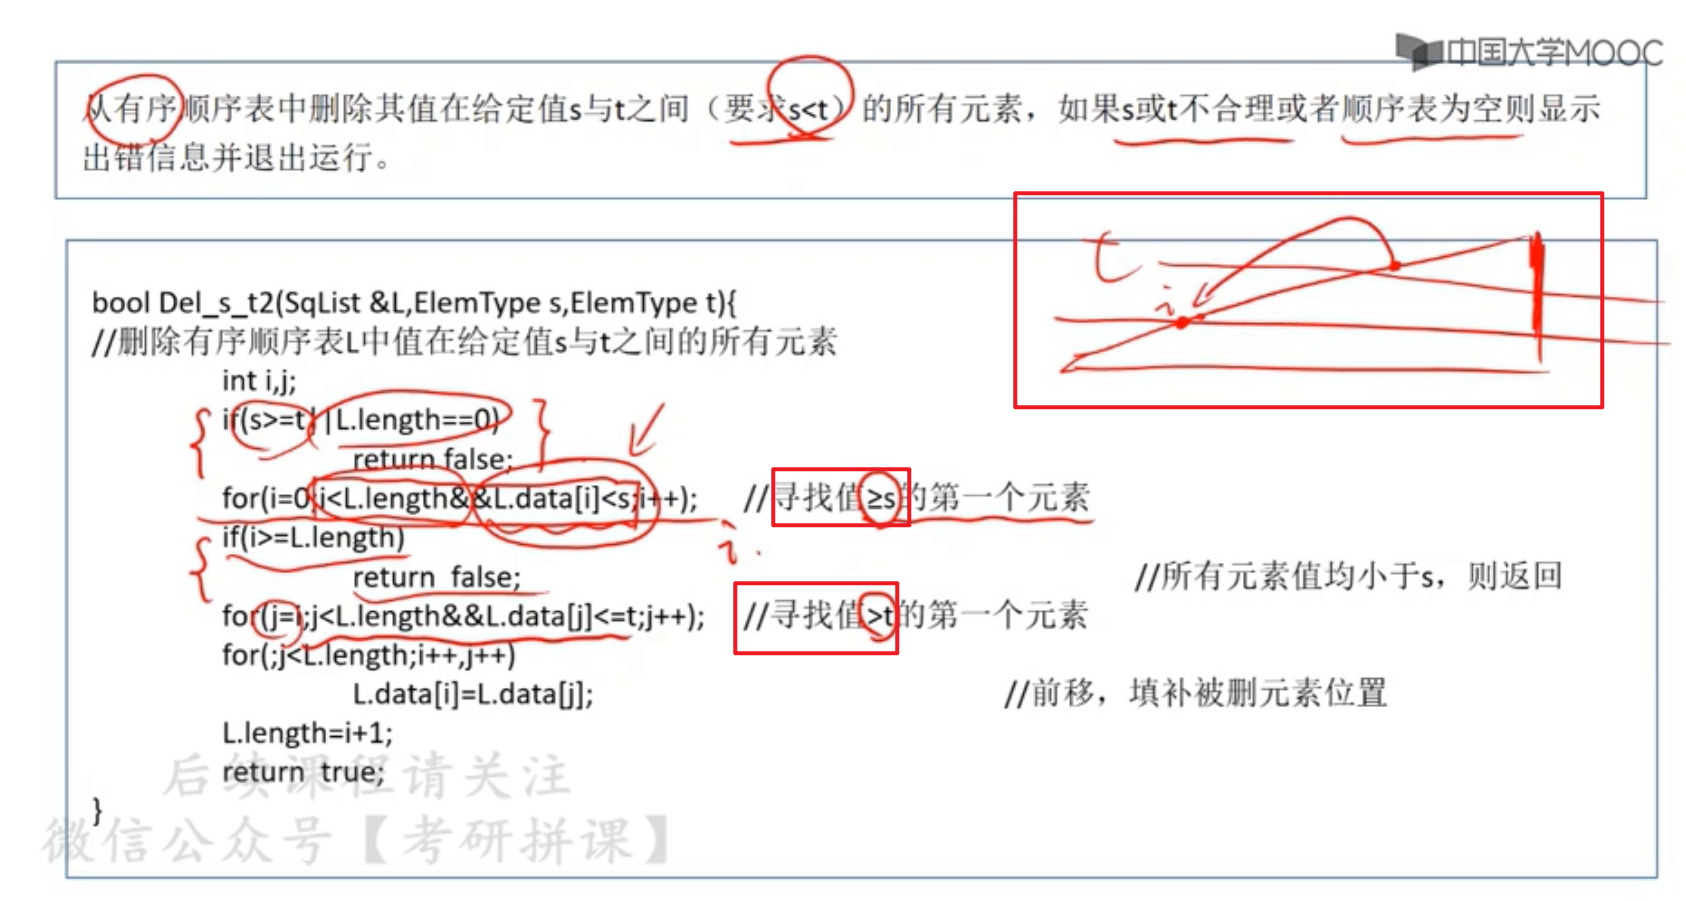 中国大学MOOC
从有序顺序表中删除其值在给定值s与t之间（要求s<t）的所有元素，如果s或t不合理或者顺序表为空则显示
出错信息并退出运行。
t
i
bool Del_s_t2(SqList &L,ElemType s,ElemType t){
//删除有序顺序表L中值在给定值s与t之间的所有元素
int i,j;
if(s>=t||L.length==0)
return false;
for(i=0;i<L.length&&L.data[i]<s;i++); //寻找值≥s的第一个元素
i
if(i>=L.length)
return false; //所有元素值均小于s，则返回
for(j=i;j<L.length&&L.data[j]<=t;j++); //寻找值>t的第一个元素
for(;j<L.length;i++,j++)
L.data[i]=L.data[j]; //前移，填补被删元素位置
L.length=i+1;
return true;
}
后续课程请关注
微信公众号【考研拼课】